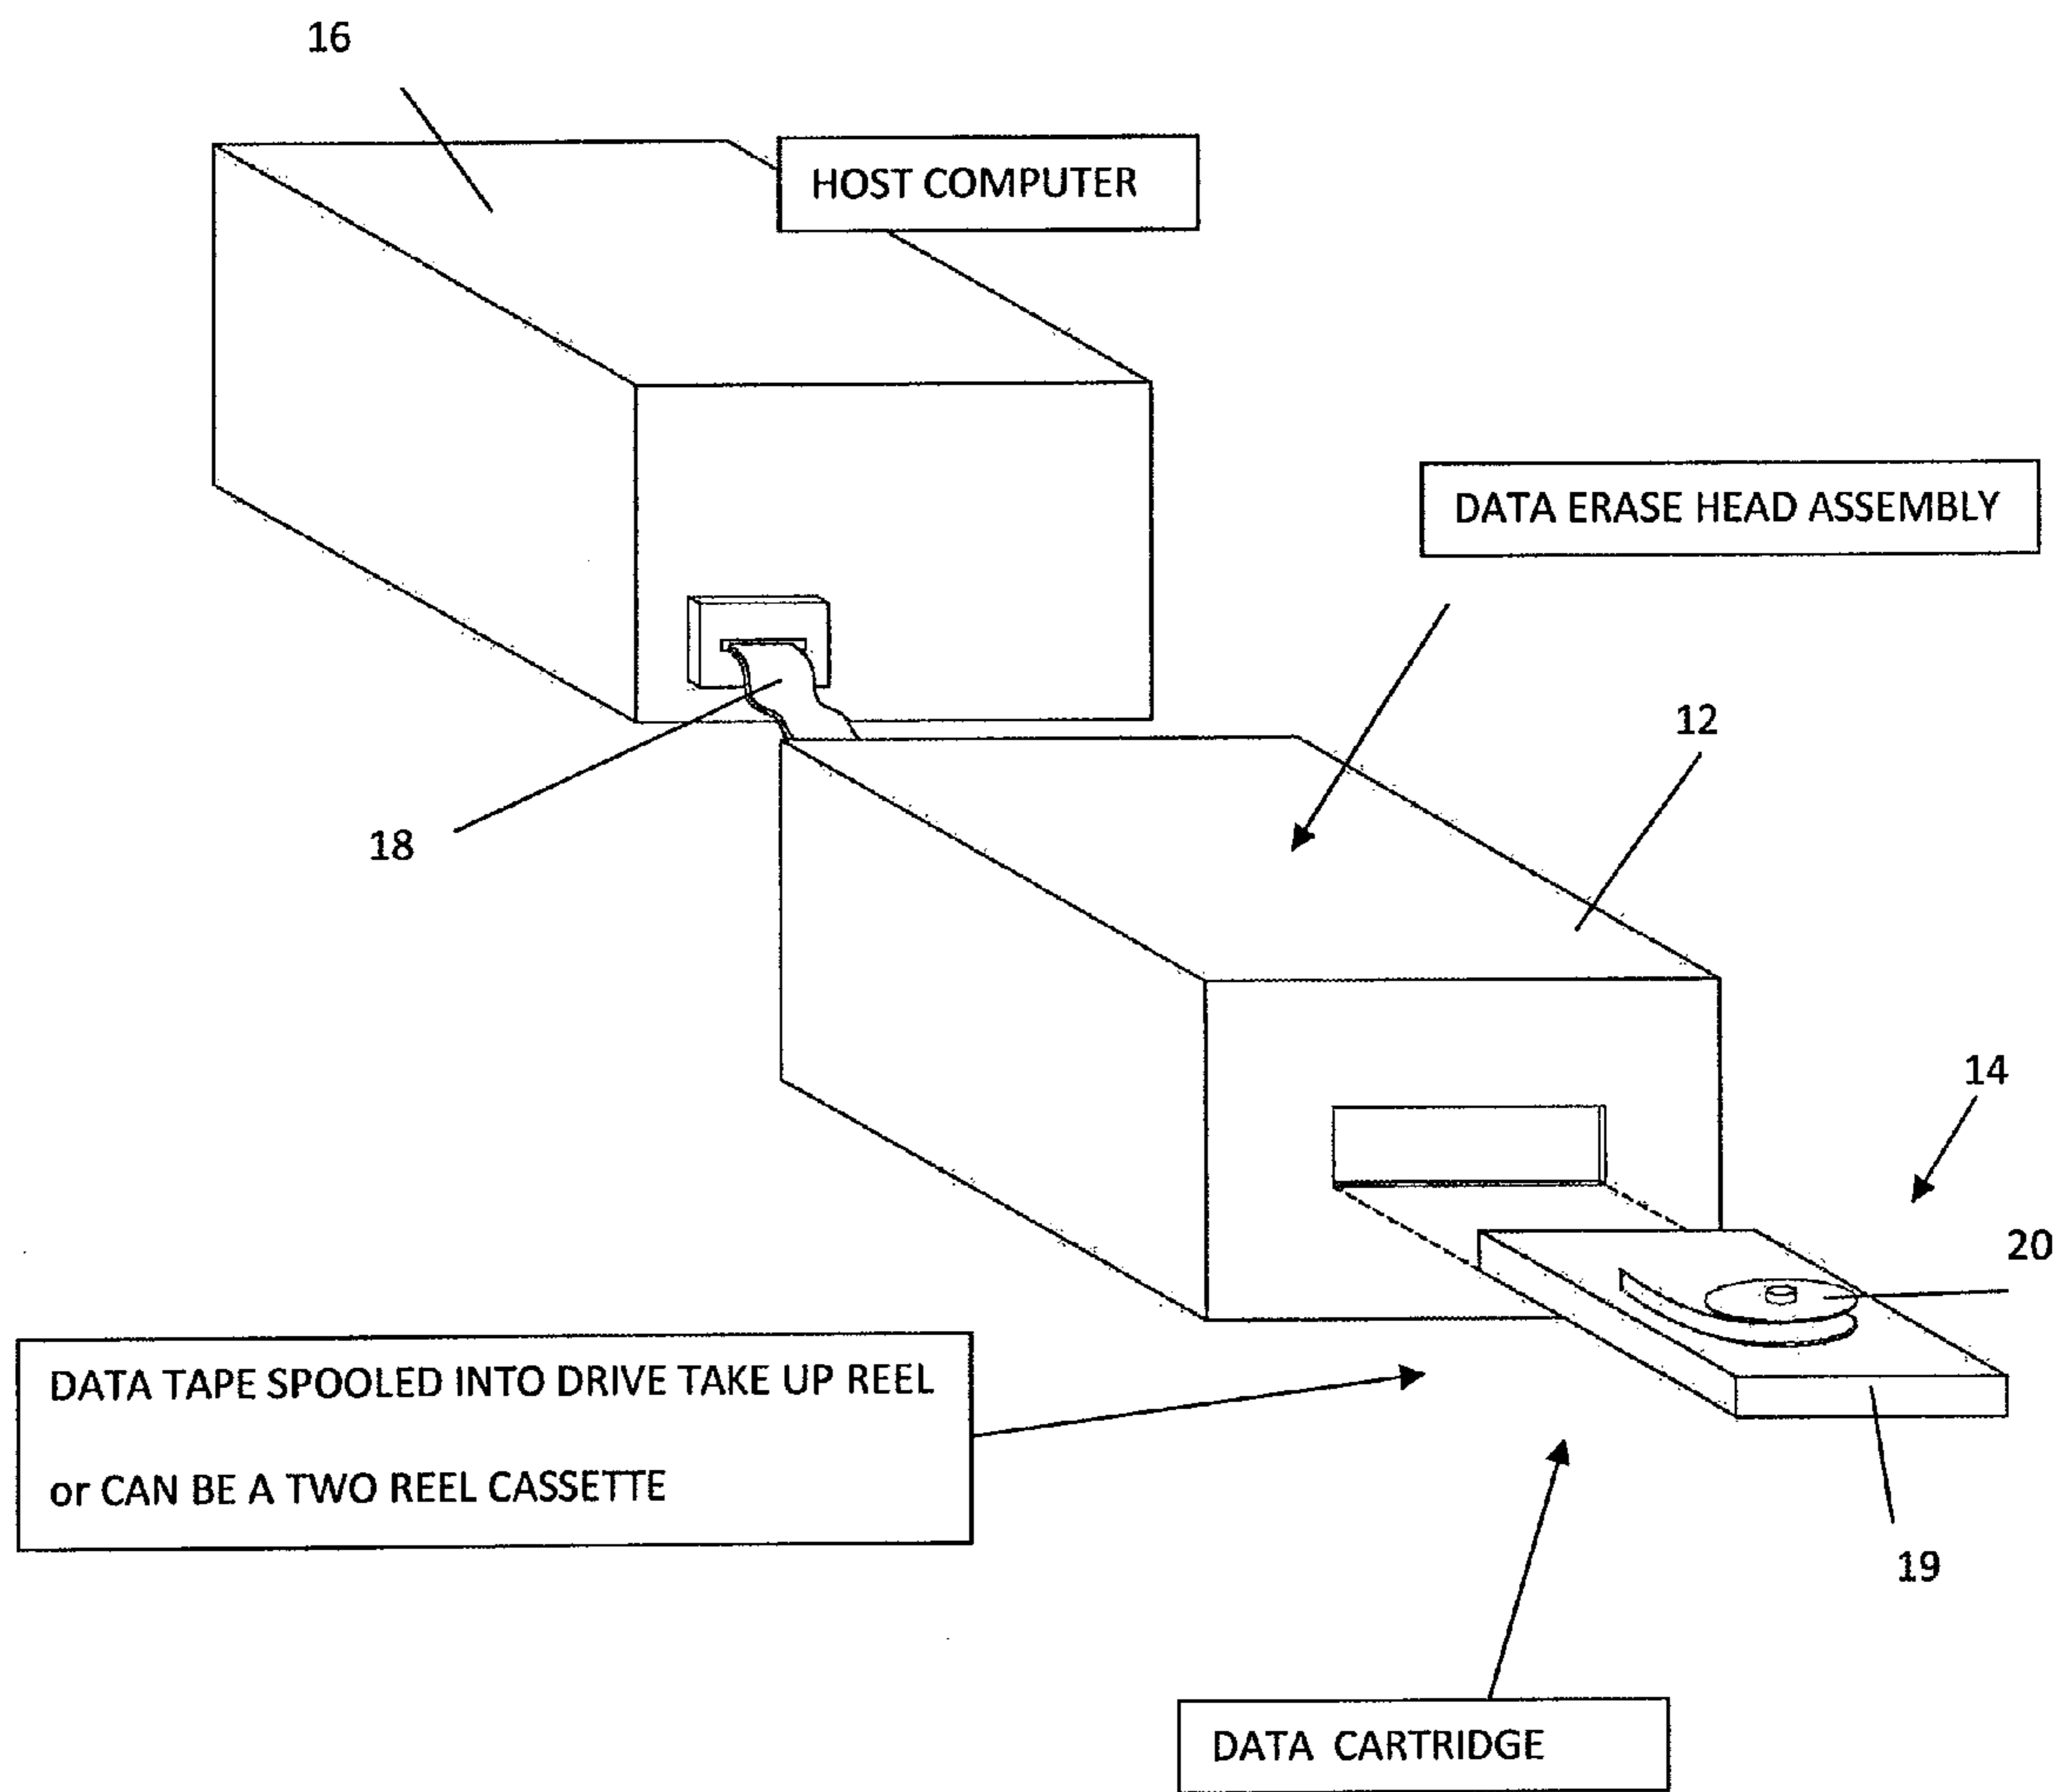 16
HOST COMPUTER
DATA ERASE HEAD ASSEMBLY
12
18
14
20
DATA TAPE SPOOLED INTO DRIVE TAKE UP REEL
or CAN BE A TWO REEL CASSETTE
19
DATA CARTRIDGE